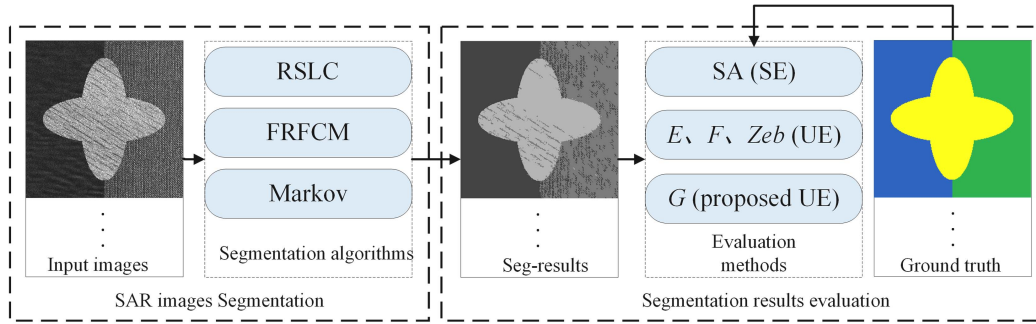 RSLC
FRFCM
Markov
Segmentation algorithms
Input images
SAR images Segmentation
SA (SE)
E、F、Zeb (UE)
G (proposed UE)
Evaluation
methods
Seg-results
Ground truth
Segmentation results evaluation